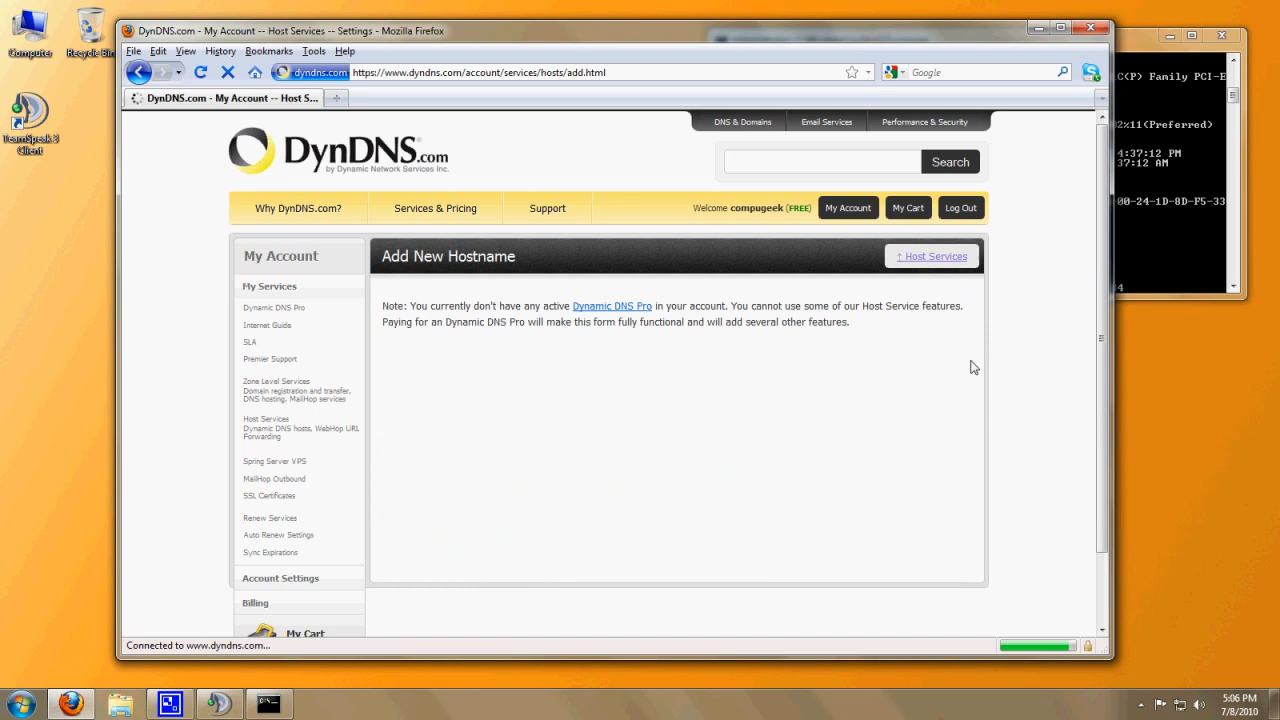 Computer
Recycle Bin
TeamSpeak 3
Client
DynDNS.com - My Account -- Host Services -- Settings - Mozilla Firefox
File Edit View History Bookmarks Tools Help
dyndns.com https://www.dyndns.com/account/services/hosts/add.html
Google
DynDNS.com - My Account -- Host S...
DNS & Domains Email Services Performance & Security
DynDNS.com
by Dynamic Network Services Inc.
Search
Why DynDNS.com? Services & Pricing Support
Welcome compugeek (FREE) My Account My Cart Log Out
My Account
My Services
Dynamic DNS Pro
Internet Guide
SLA
Premier Support
Zone Level Services
Domain registration and transfer,
DNS hosting, MailHop services
Host Services
Dynamic DNS hosts, WebHop URL
Forwarding
Spring Server VPS
MailHop Outbound
SSL Certificates
Renew Services
Auto Renew Settings
Sync Expirations
Account Settings
Billing
My Cart
Add New Hostname
↑ Host Services
Note: You currently don't have any active Dynamic DNS Pro in your account. You cannot use some of our Host Service features.
Paying for an Dynamic DNS Pro will make this form fully functional and will add several other features.
Connected to www.dyndns.com...
C(P) Family PCI-E
2%11(Preferred)
4:37:12 PM
37:12 AM
00-24-1D-8D-F5-33
4
C:\_
5:06 PM
7/8/2010